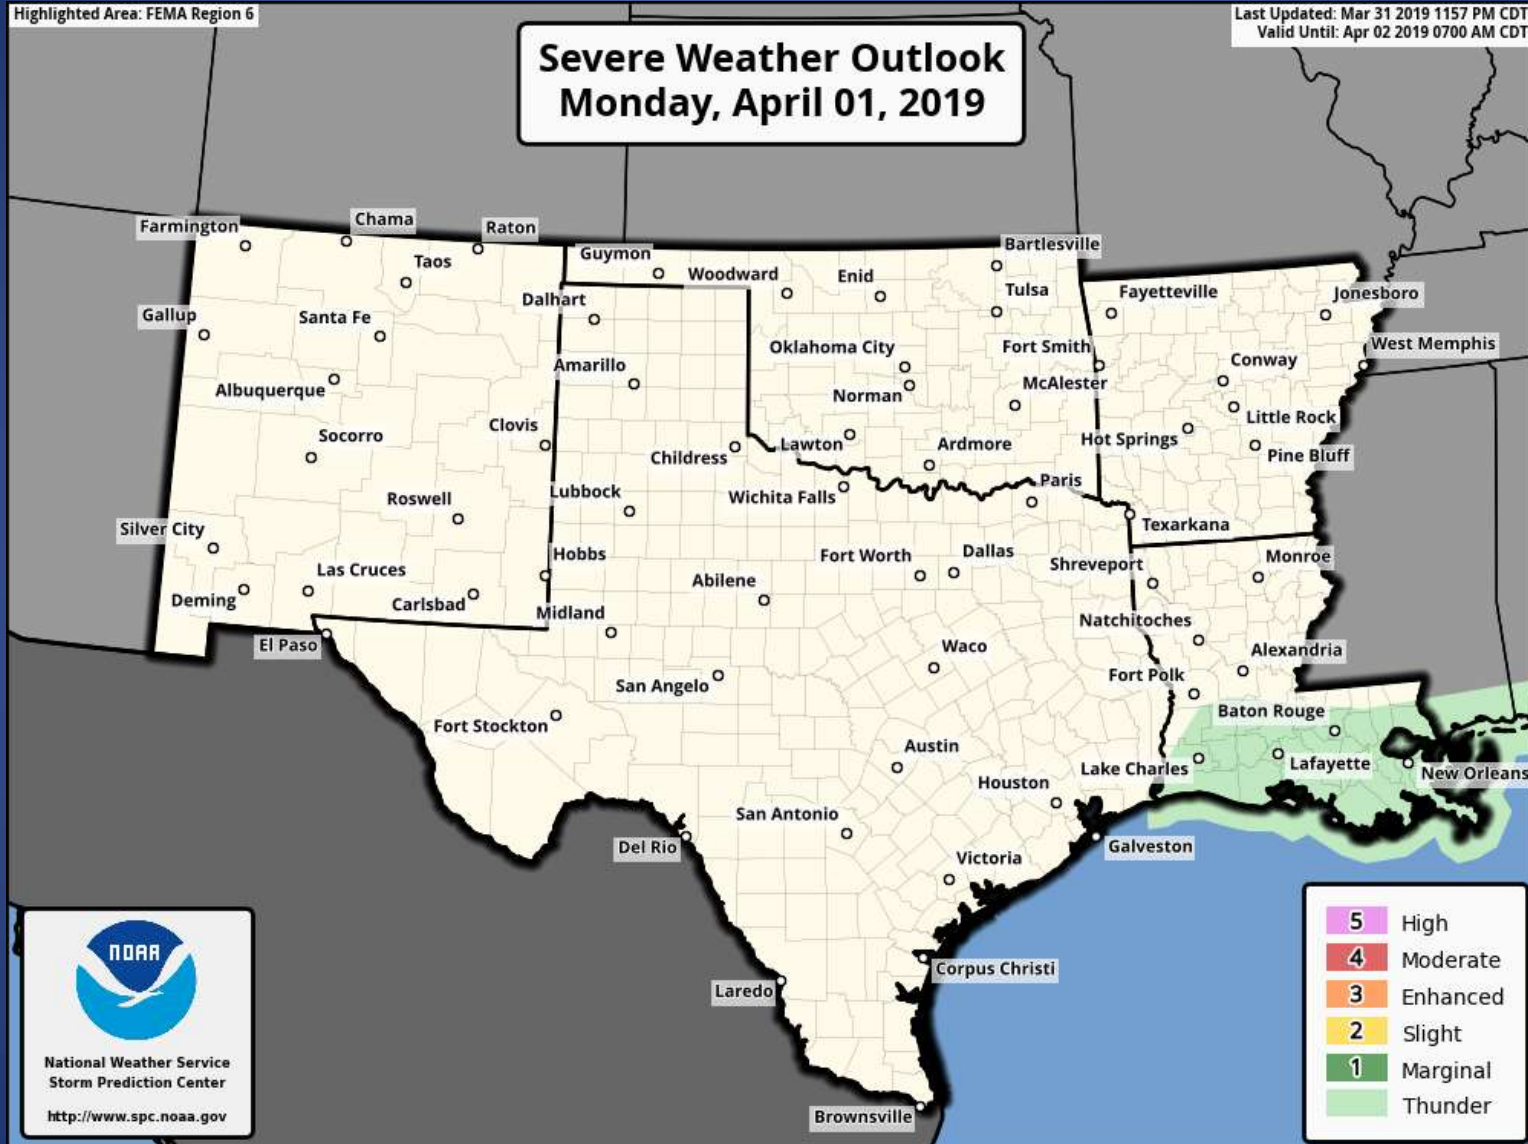 Highlighted Area: FEMA Region 6
Last Updated: Mar 31 2019 1157 PM CDT
Valid Until: Apr 02 2019 0700 AM CDT
Severe Weather Outlook
Monday, April 01, 2019
Farmington
Chama
Raton
Taos
Guymon
Woodward
Enid
Bartlesville
Tulsa
Fayetteville
Jonesboro
Gallup
Santa Fe
Dalhart
Oklahoma City
Fort Smith
West Memphis
Albuquerque
Amarillo
Norman
McAlester
Conway
Little Rock
Socorro
Clovis
Childress
Lawton
Ardmore
Hot Springs
Pine Bluff
Roswell
Lubbock
Wichita Falls
Paris
Texarkana
Silver City
Las Cruces
Hobbs
Abilene
Fort Worth
Dallas
Shreveport
Monroe
Deming
Carlsbad
Midland
Natchitoches
El Paso
San Angelo
Waco
Alexandria
Fort Polk
Fort Stockton
Austin
Baton Rouge
Houston
Lake Charles
Lafayette
New Orleans
San Antonio
Del Rio
Galveston
Victoria
Corpus Christi
Laredo
Brownsville
NOAA
National Weather Service
Storm Prediction Center
http://www.spc.noaa.gov
5 High
4 Moderate
3 Enhanced
2 Slight
1 Marginal
Thunder